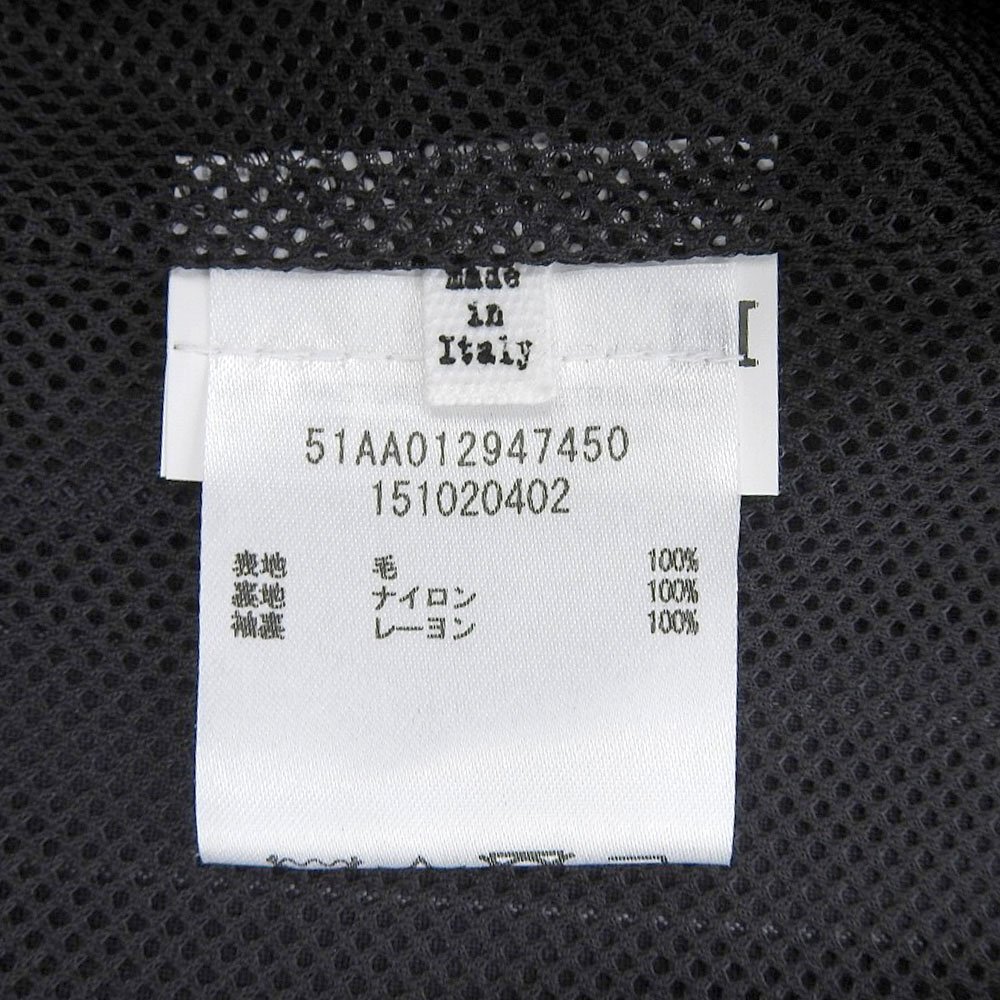 Made
in
Italy
51AA012947450
151020402
表地 毛 100%
裏地 ナイロン 100%
袖裏 レーヨン 100%